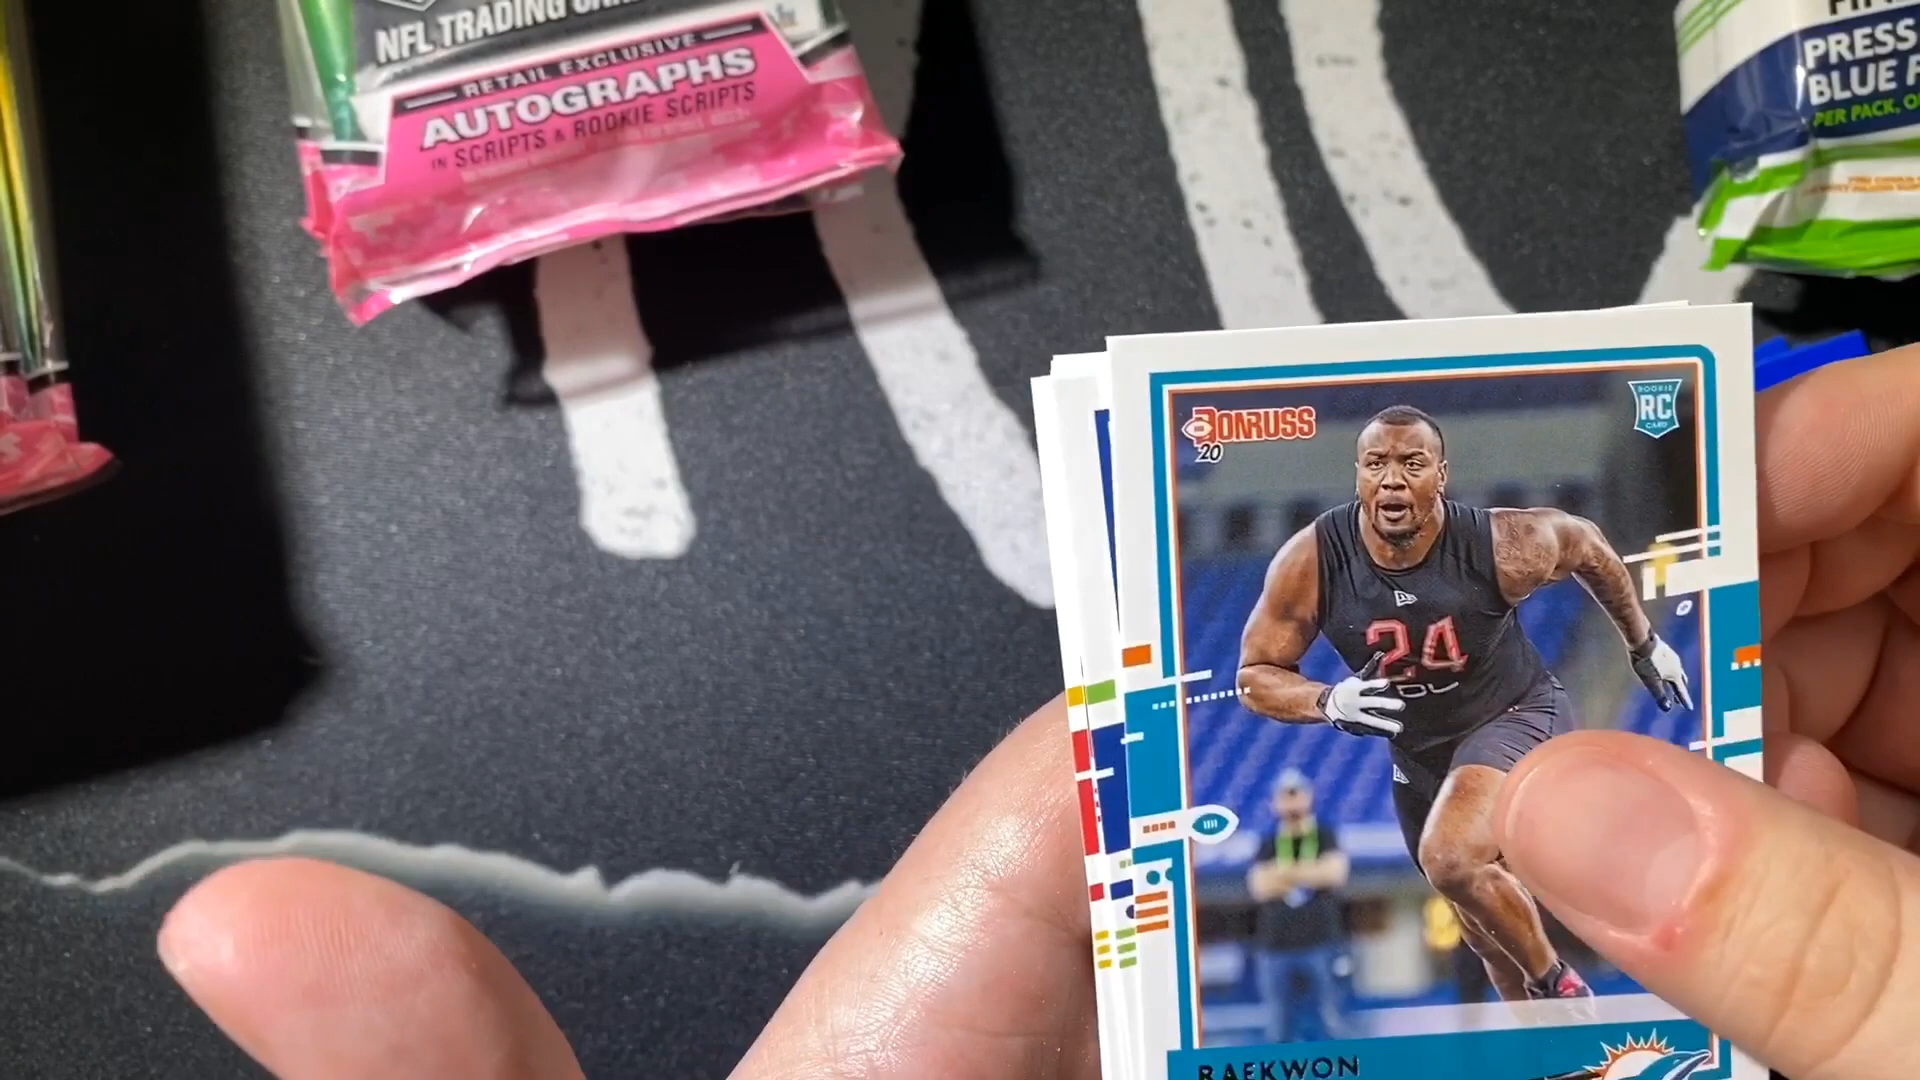 NFL TRADING
RETAIL EXCLUSIVE
AUTOGRAPHS
IN SCRIPTS & ROOKIE SCRIPTS
PRESS
BLUE
PER PACK,
DONRUSS
20
ROOKIE
RC
CARD
24
DL
RAEKWON